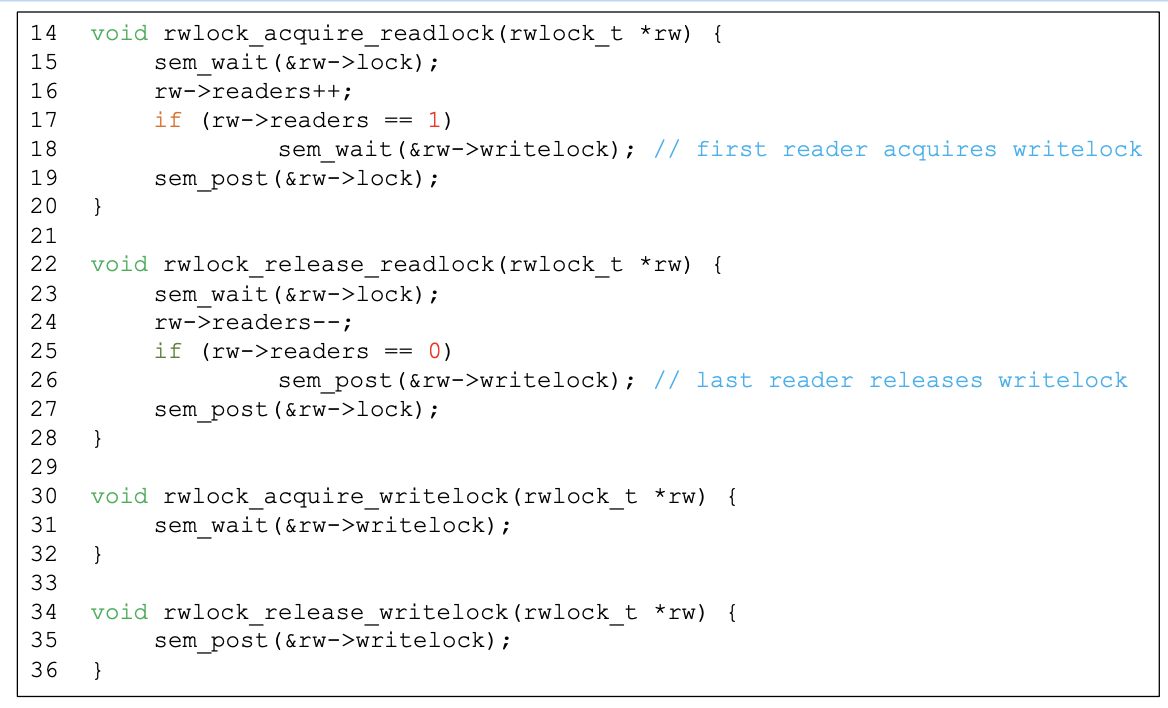 14 void rwlock_acquire_readlock(rwlock_t *rw) {
15 sem_wait(&rw->lock);
16 rw->readers++;
17 if (rw->readers == 1)
18 sem_wait(&rw->writelock); // first reader acquires writelock
19 sem_post(&rw->lock);
20 }
21
22 void rwlock_release_readlock(rwlock_t *rw) {
23 sem_wait(&rw->lock);
24 rw->readers--;
25 if (rw->readers == 0)
26 sem_post(&rw->writelock); // last reader releases writelock
27 sem_post(&rw->lock);
28 }
29
30 void rwlock_acquire_writelock(rwlock_t *rw) {
31 sem_wait(&rw->writelock);
32 }
33
34 void rwlock_release_writelock(rwlock_t *rw) {
35 sem_post(&rw->writelock);
36 }